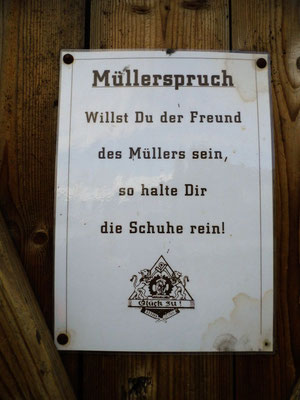 Müllerspruch
Willst Du der Freund
des Müllers sein,
so halte Dir
die Schuhe rein!
Glück zu!